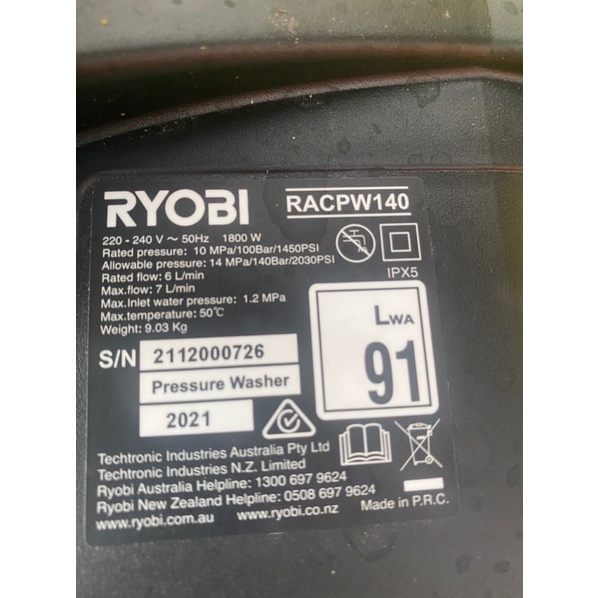 RYOBI RACPW140
220 - 240 V ~ 50Hz 1800 W
Rated pressure: 10 MPa/100Bar/1450PSI
Allowable pressure: 14 MPa/140Bar/2030PSI
Rated flow: 6 L/min
Max.flow: 7 L/min
Max.Inlet water pressure: 1.2 MPa
Max.temperature: 50°C
Weight: 9.03 Kg
IPX5
LWA
91
S/N 2112000726
Pressure Washer
2021
Techtronic Industries Australia Pty Ltd
Techtronic Industries N.Z. Limited
Ryobi Australia Helpline: 1300 697 9624
Ryobi New Zealand Helpline: 0508 697 9624
www.ryobi.com.au www.ryobi.co.nz
Made in P.R.C.